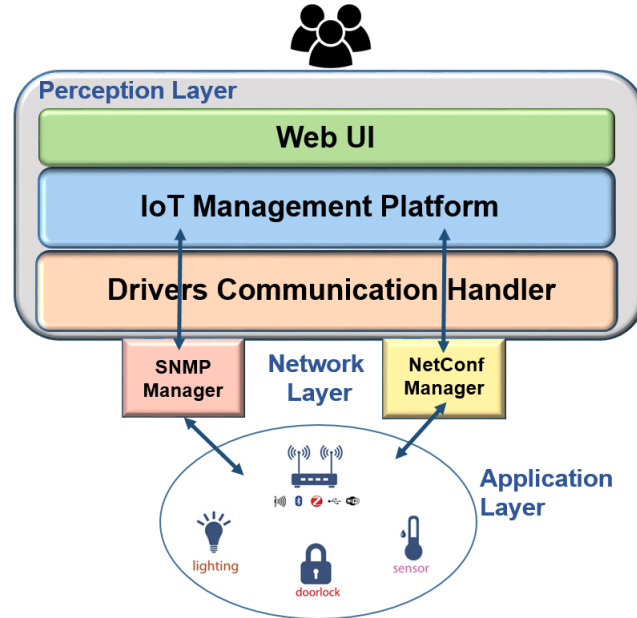 Perception Layer
Web UI
IoT Management Platform
Drivers Communication Handler
SNMP
Manager
Network
Layer
NetConf
Manager
Application
Layer
lighting
doorlock
sensor